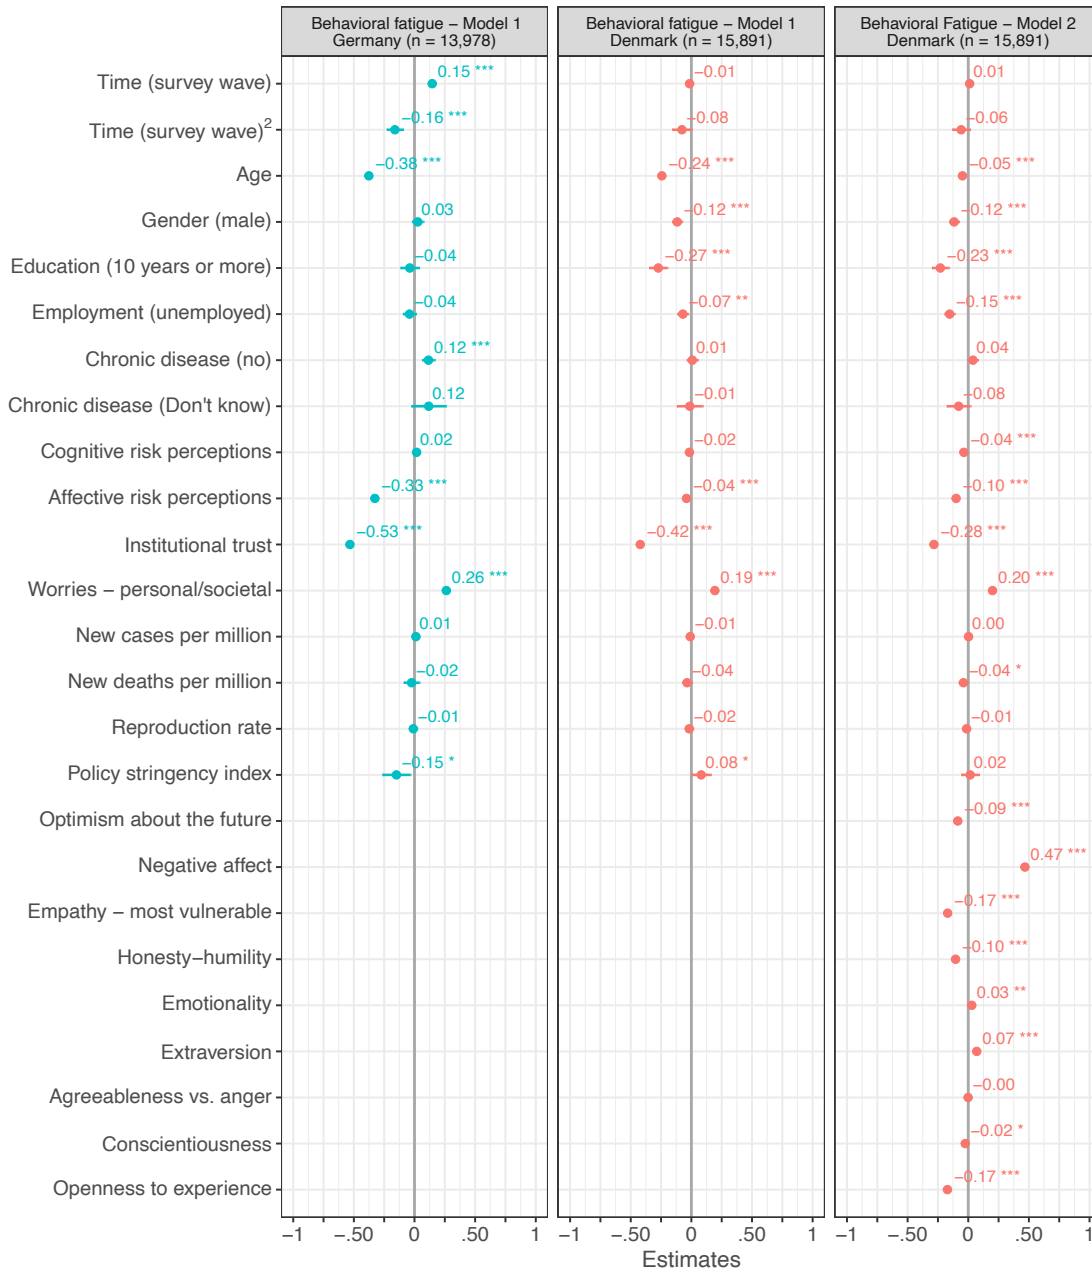 Behavioral fatigue − Model 1
Germany (n = 13,978)
Behavioral fatigue − Model 1
Denmark (n = 15,891)
Behavioral Fatigue − Model 2
Denmark (n = 15,891)
Time (survey wave) 0.15 *** −0.01 0.01
Time (survey wave)² −0.16 *** −0.08 −0.06
Age −0.38 *** −0.24 *** −0.05 ***
Gender (male) 0.03 −0.12 *** −0.12 ***
Education (10 years or more) −0.04 −0.27 *** −0.23 ***
Employment (unemployed) −0.04 −0.07 ** −0.15 ***
Chronic disease (no) 0.12 *** 0.01 0.04
Chronic disease (Don't know) 0.12 −0.01 −0.08
Cognitive risk perceptions 0.02 −0.02 −0.04 ***
Affective risk perceptions −0.33 *** −0.04 *** −0.10 ***
Institutional trust −0.53 *** −0.42 *** −0.28 ***
Worries − personal/societal 0.26 *** 0.19 *** 0.20 ***
New cases per million 0.01 −0.01 0.00
New deaths per million −0.02 −0.04 −0.04 *
Reproduction rate −0.01 −0.02 −0.01
Policy stringency index −0.15 * 0.08 * 0.02
Optimism about the future −0.09 ***
Negative affect 0.47 ***
Empathy − most vulnerable −0.17 ***
Honesty−humility −0.10 ***
Emotionality 0.03 **
Extraversion 0.07 ***
Agreeableness vs. anger −0.00
Conscientiousness −0.02 *
Openness to experience −0.17 ***
−1 −.50 0 .50 1 −1 −.50 0 .50 1 −1 −.50 0 .50 1
Estimates